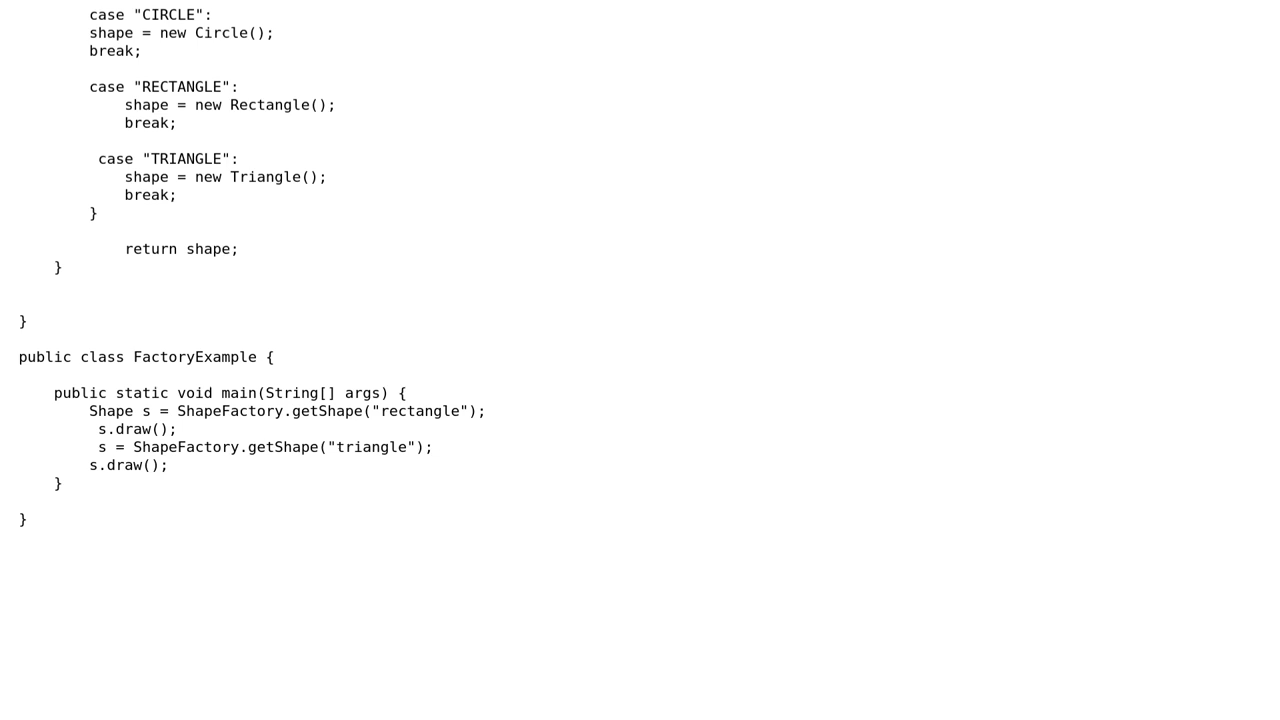 case "CIRCLE":
        shape = new Circle();
        break;

        case "RECTANGLE":
            shape = new Rectangle();
            break;

         case "TRIANGLE":
            shape = new Triangle();
            break;
        }

            return shape;
    }


}

public class FactoryExample {

    public static void main(String[] args) {
        Shape s = ShapeFactory.getShape("rectangle");
         s.draw();
         s = ShapeFactory.getShape("triangle");
        s.draw();
    }

}